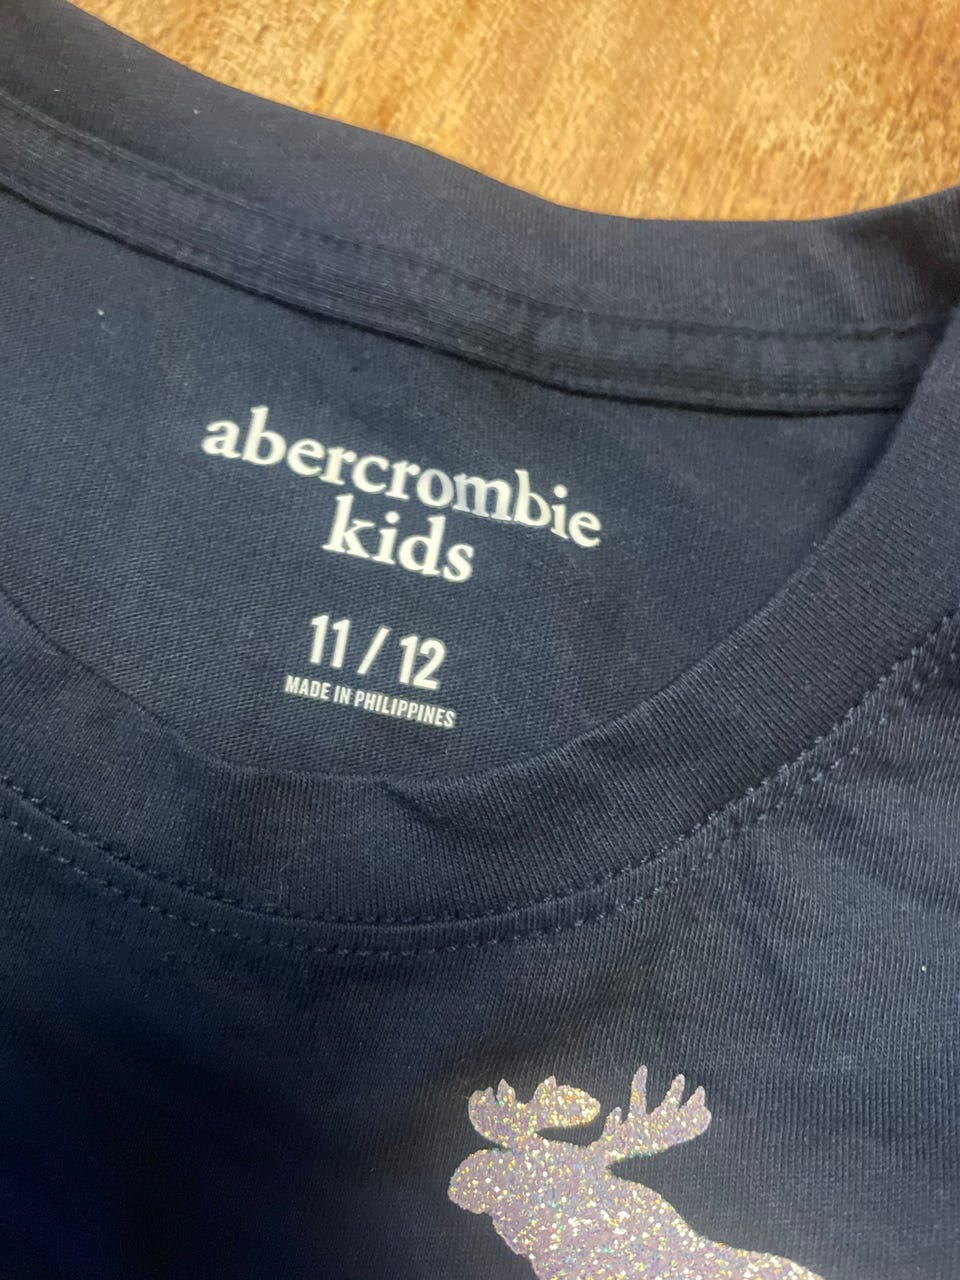 abercrombie
kids
11 / 12
MADE IN PHILIPPINES